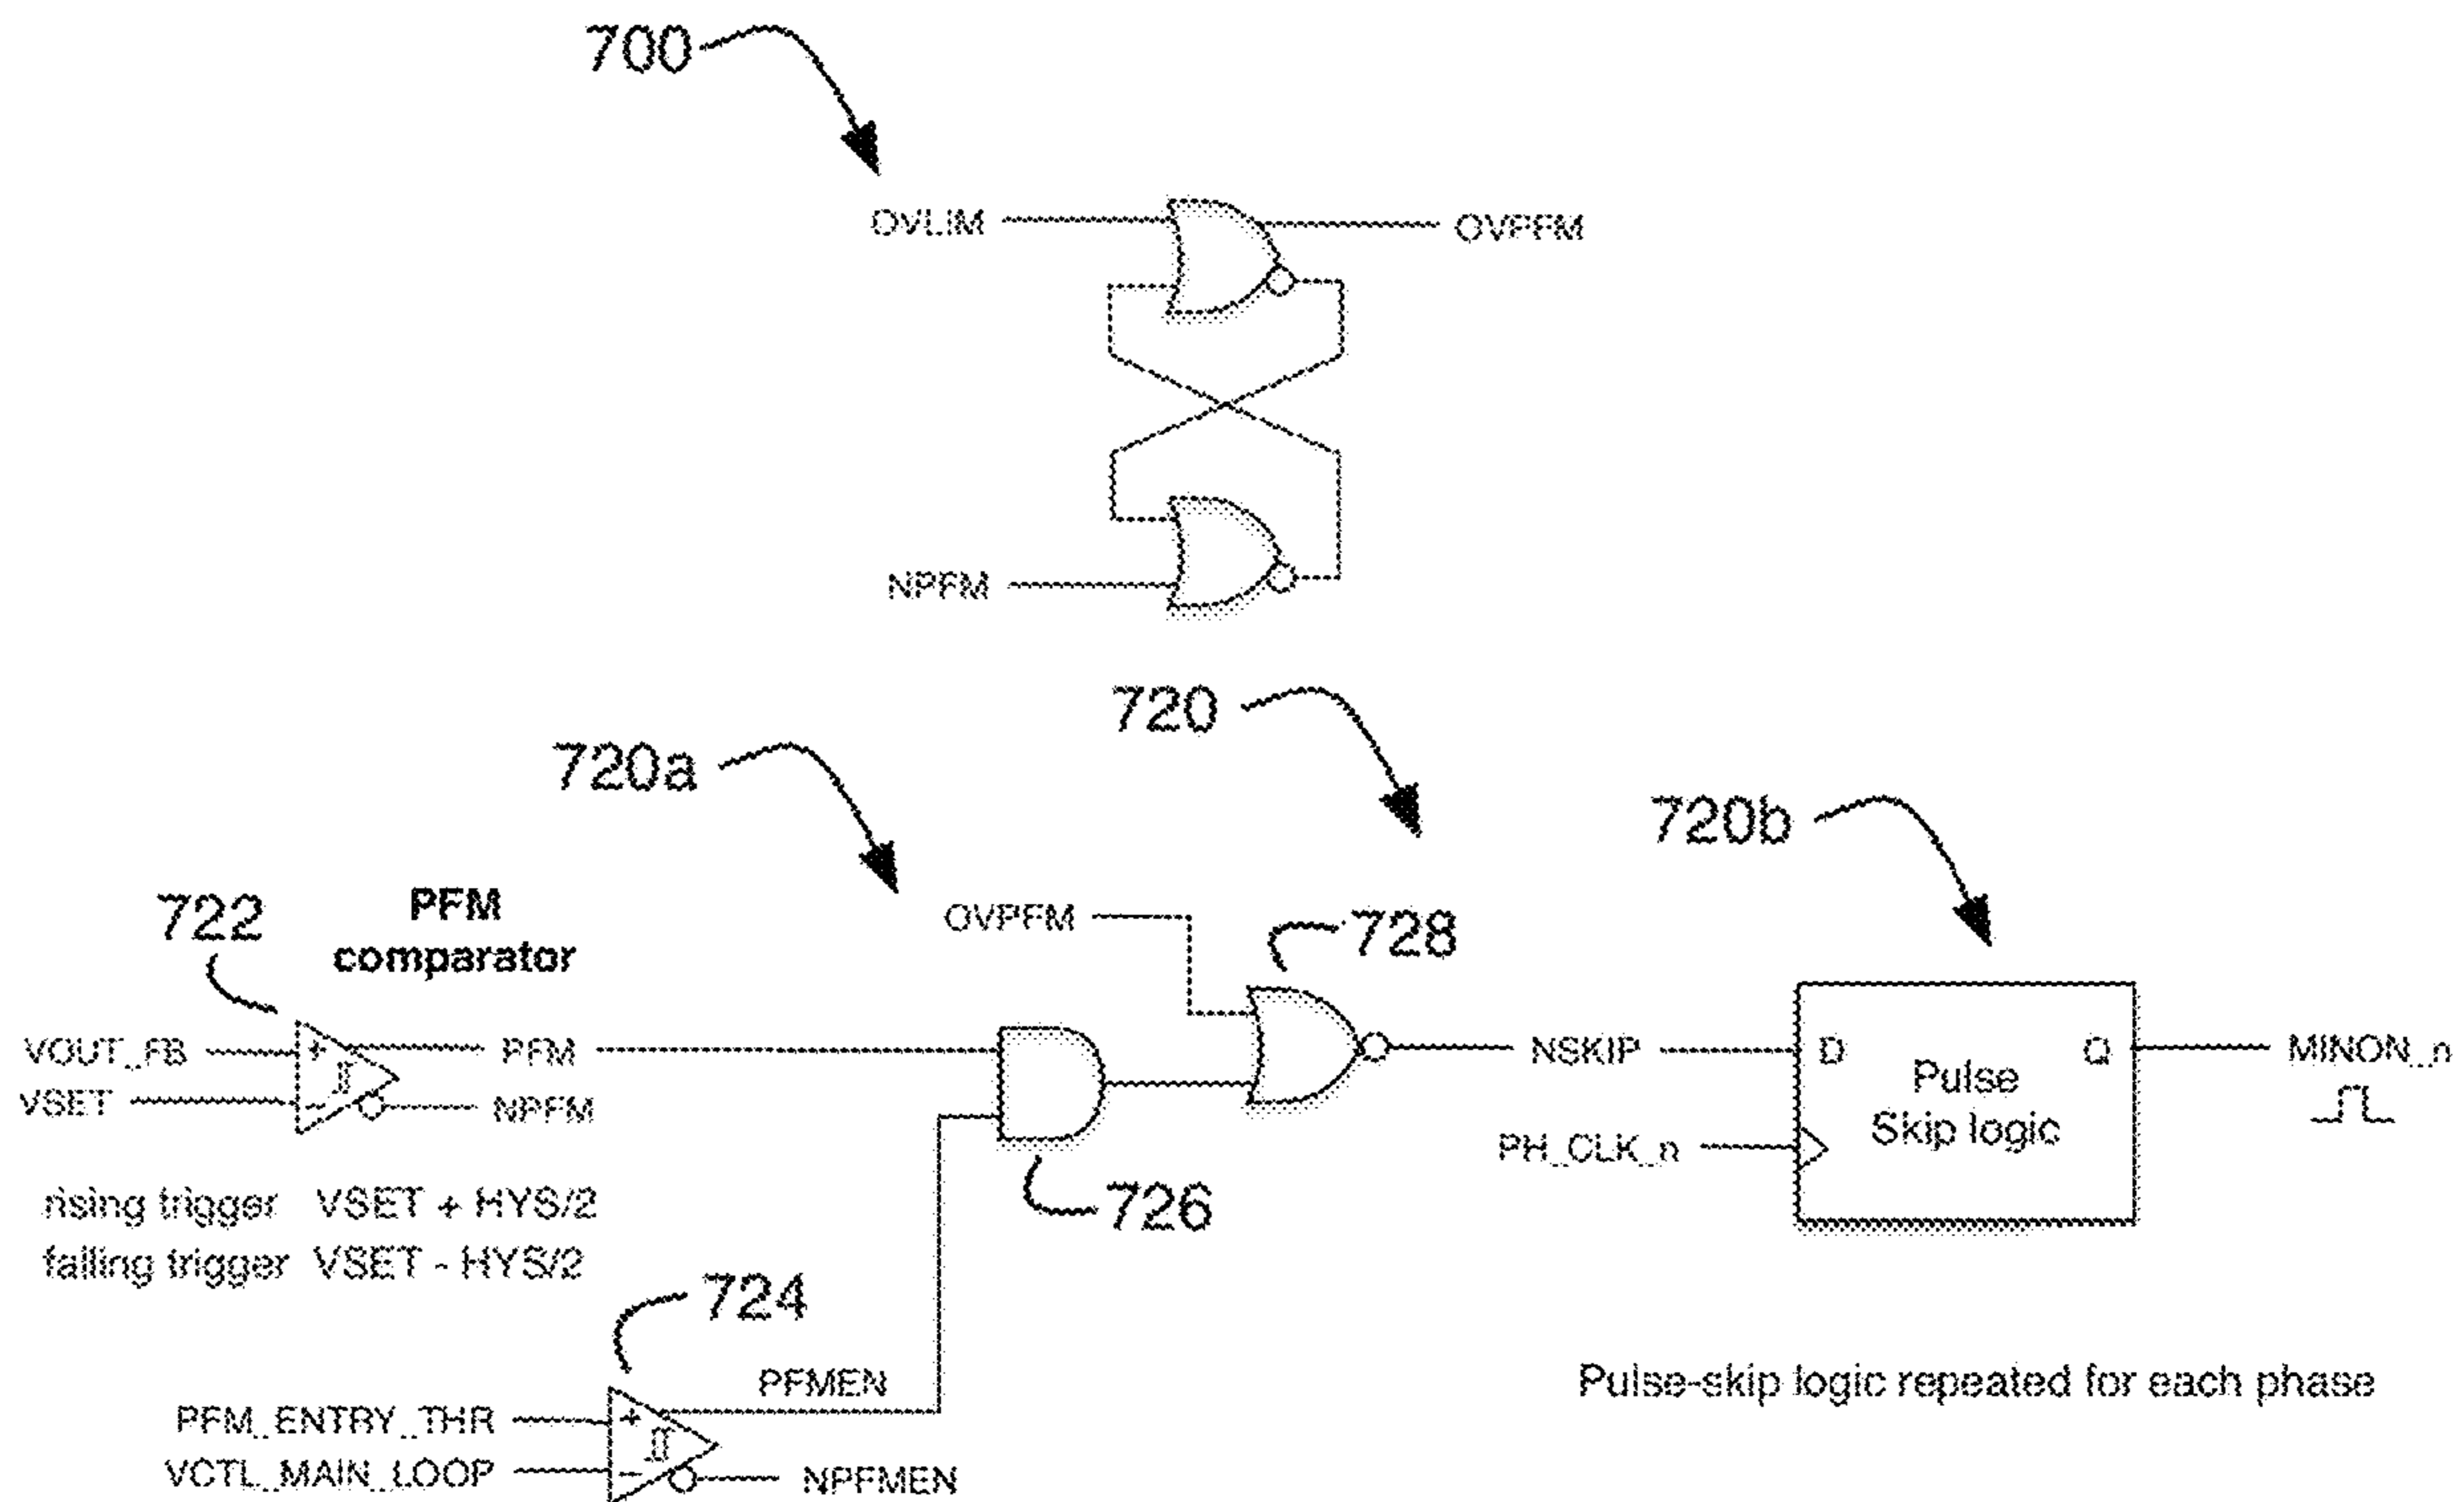 700
OVLIM
OVPFM
NPFM
720
720a
720b
722
PFM
comparator
OVPFM
728
VOUT_FB
+
PFM
NSKIP
D
Q
MINON_n
VSET
-
NPFM
Pulse
Skip logic
PH_CLK_n
726
rising trigger VSET + HYS/2
falling trigger VSET - HYS/2
724
PFMEN
Pulse-skip logic repeated for each phase
PFM_ENTRY_THR
+
VCTL_MAIN_LOOP
-
NPFMEN